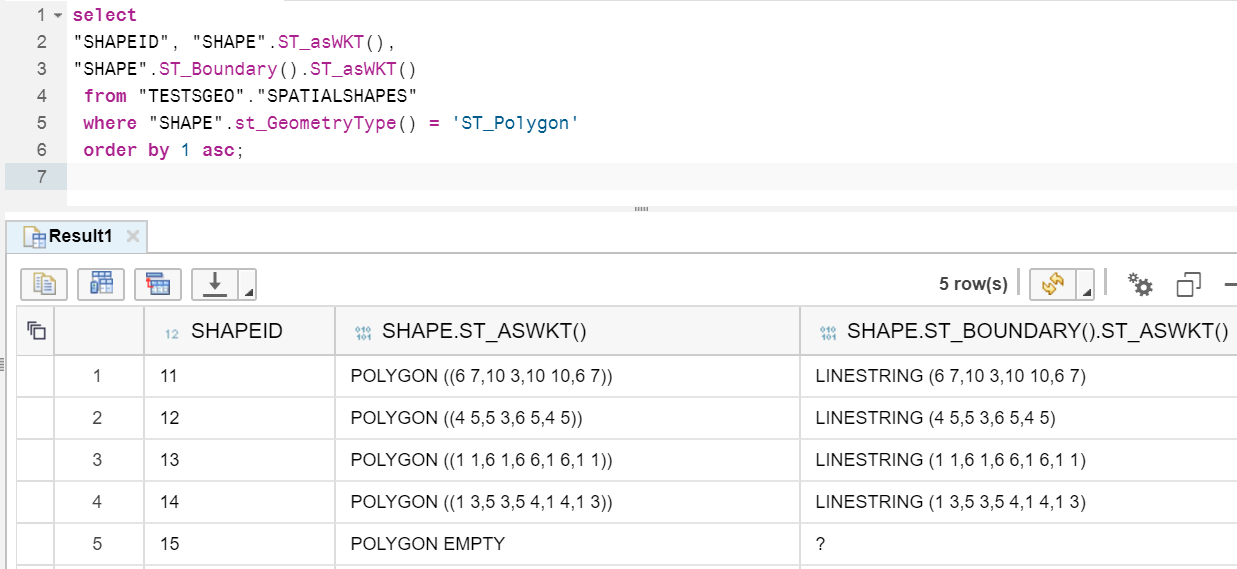 1 select
2 "SHAPEID", "SHAPE".ST_asWKT(),
3 "SHAPE".ST_Boundary().ST_asWKT()
4 from "TESTSGEO"."SPATIALSHAPES"
5 where "SHAPE".st_GeometryType() = 'ST_Polygon'
6 order by 1 asc;
7
Result1
5 row(s)
12 SHAPEID 010 101 SHAPE.ST_ASWKT() 010 101 SHAPE.ST_BOUNDARY().ST_ASWKT()
1 11 POLYGON ((6 7,10 3,10 10,6 7)) LINESTRING (6 7,10 3,10 10,6 7)
2 12 POLYGON ((4 5,5 3,6 5,4 5)) LINESTRING (4 5,5 3,6 5,4 5)
3 13 POLYGON ((1 1,6 1,6 6,1 6,1 1)) LINESTRING (1 1,6 1,6 6,1 6,1 1)
4 14 POLYGON ((1 3,5 3,5 4,1 4,1 3)) LINESTRING (1 3,5 3,5 4,1 4,1 3)
5 15 POLYGON EMPTY ?